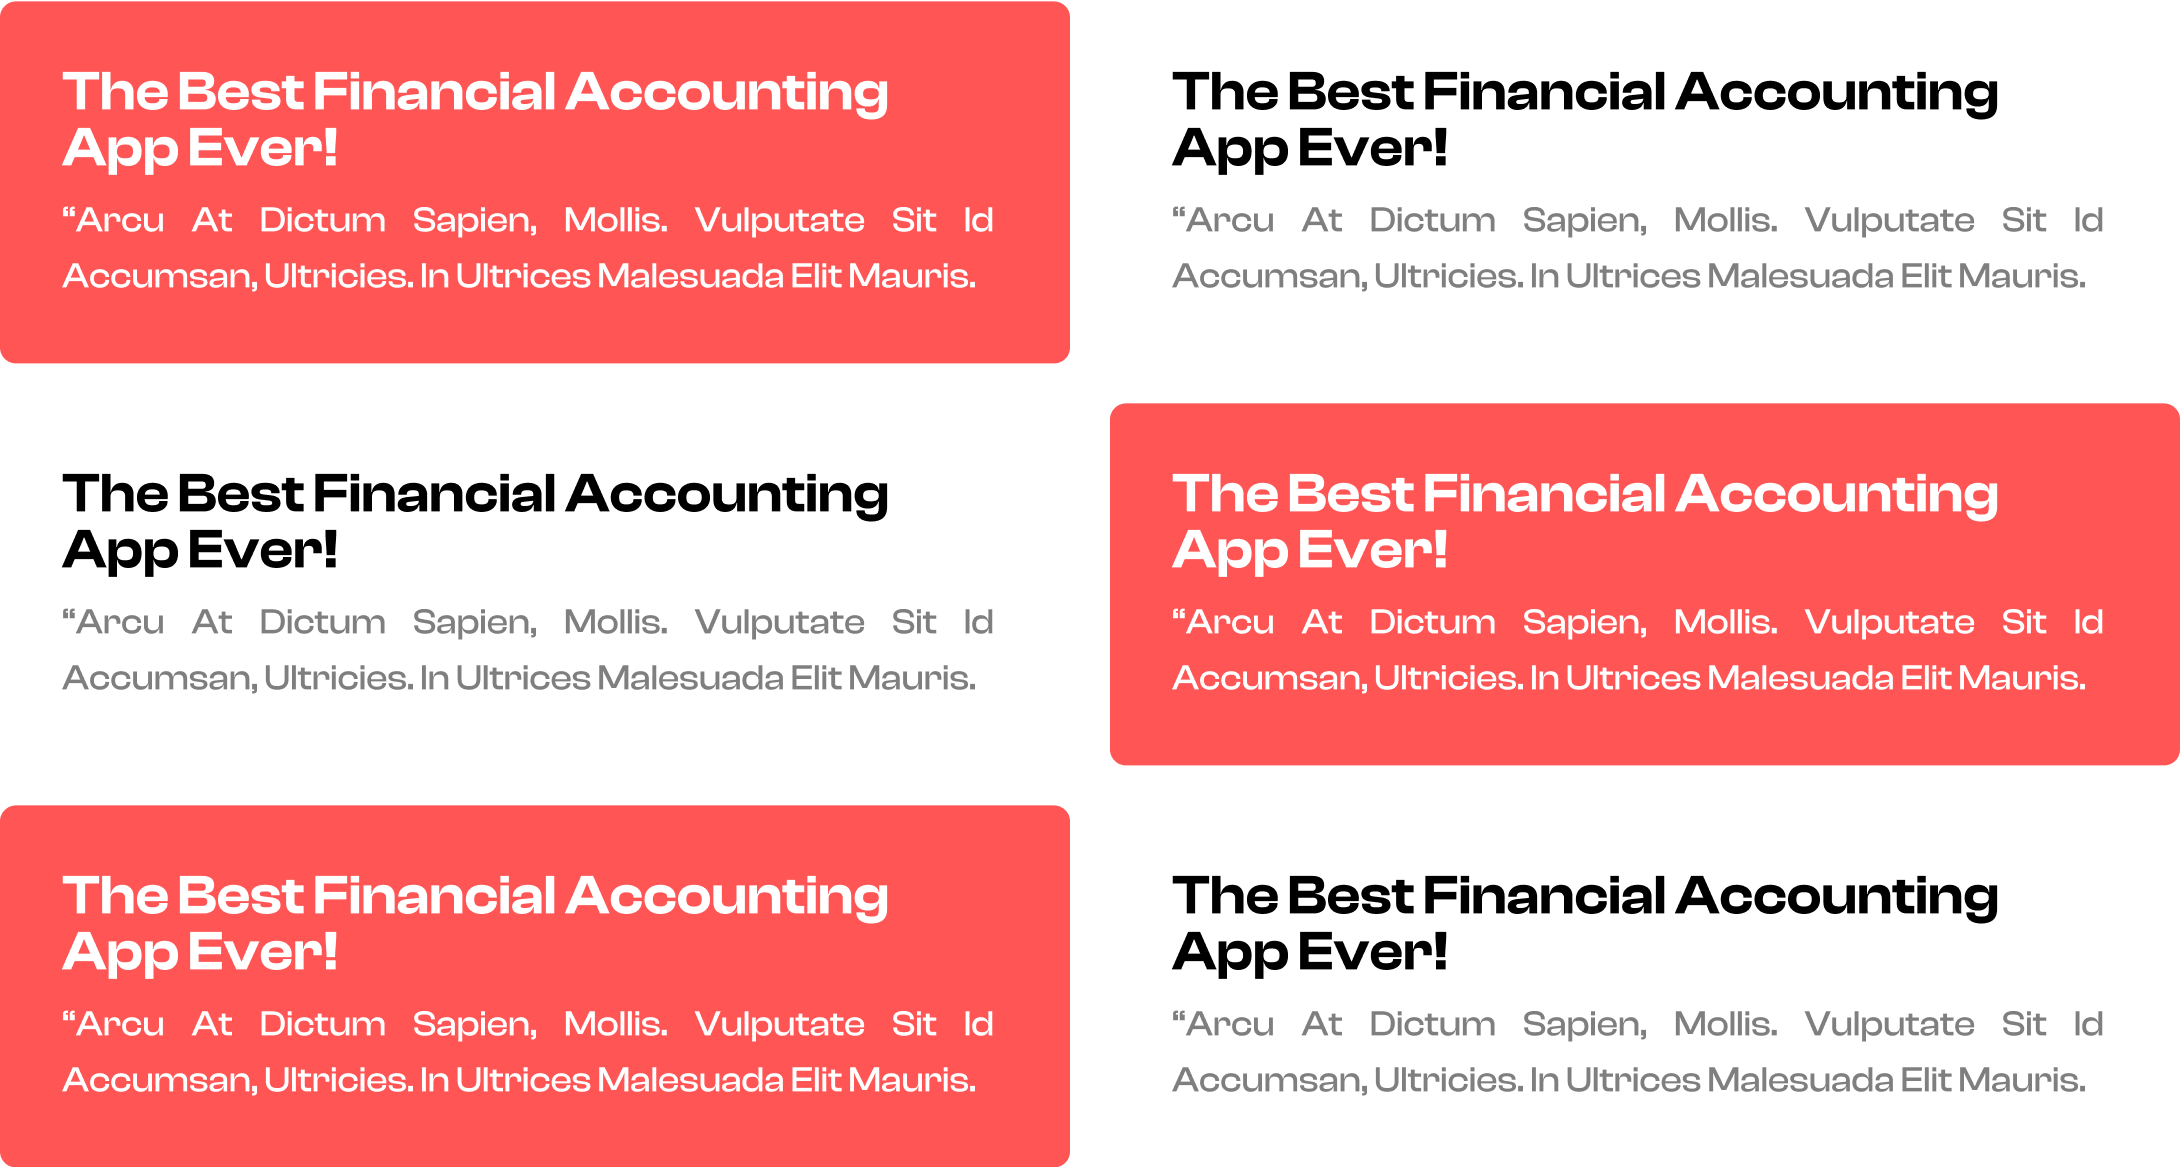 The Best Financial Accounting
App Ever!
“Arcu At Dictum Sapien, Mollis. Vulputate Sit Id
Accumsan, Ultricies. In Ultrices Malesuada Elit Mauris.
The Best Financial Accounting
App Ever!
“Arcu At Dictum Sapien, Mollis. Vulputate Sit Id
Accumsan, Ultricies. In Ultrices Malesuada Elit Mauris.
The Best Financial Accounting
App Ever!
“Arcu At Dictum Sapien, Mollis. Vulputate Sit Id
Accumsan, Ultricies. In Ultrices Malesuada Elit Mauris.
The Best Financial Accounting
App Ever!
“Arcu At Dictum Sapien, Mollis. Vulputate Sit Id
Accumsan, Ultricies. In Ultrices Malesuada Elit Mauris.
The Best Financial Accounting
App Ever!
“Arcu At Dictum Sapien, Mollis. Vulputate Sit Id
Accumsan, Ultricies. In Ultrices Malesuada Elit Mauris.
The Best Financial Accounting
App Ever!
“Arcu At Dictum Sapien, Mollis. Vulputate Sit Id
Accumsan, Ultricies. In Ultrices Malesuada Elit Mauris.